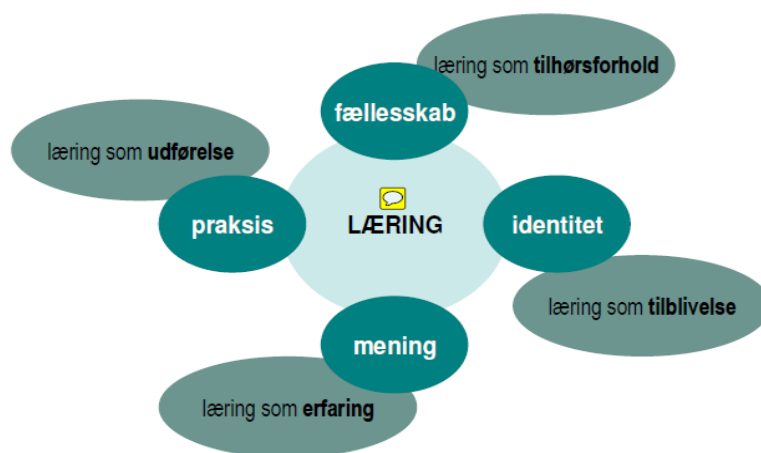 læring som tilhørsforhold
fællesskab
læring som udførelse
praksis
LÆRING
identitet
læring som tilblivelse
mening
læring som erfaring